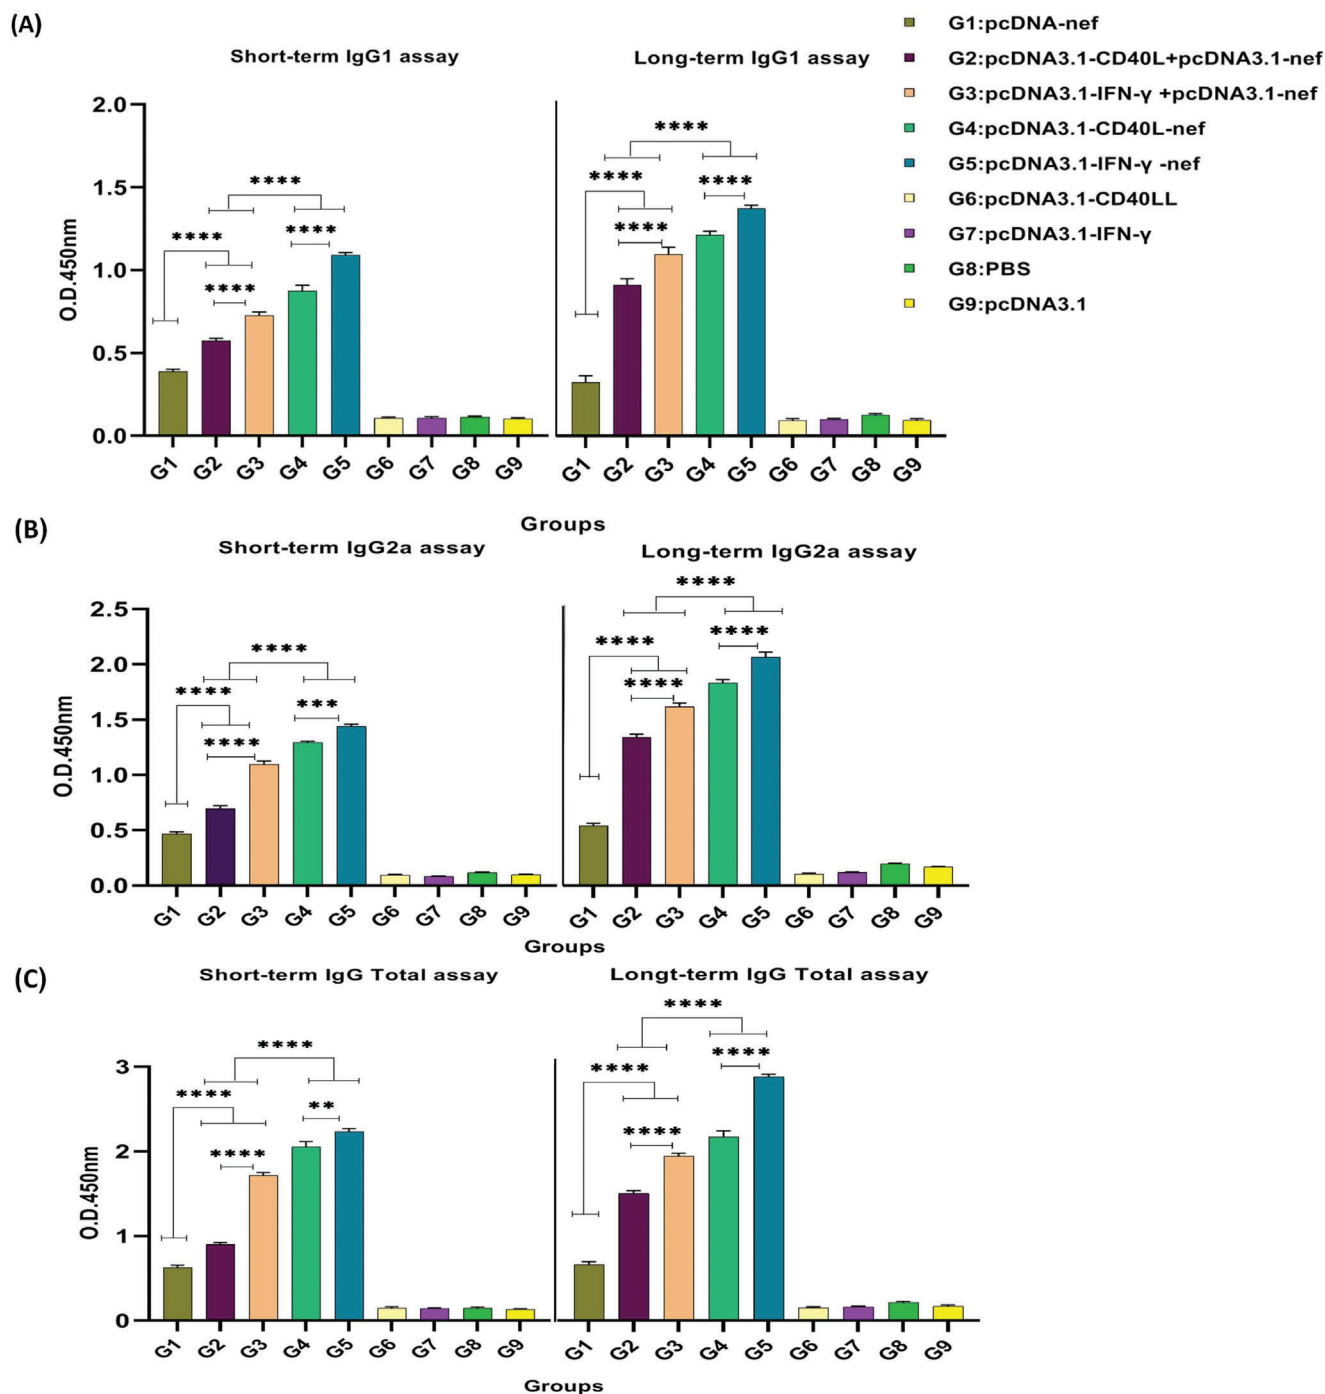 (A)
Short-term IgG1 assay
Long-term IgG1 assay
G1:pcDNA-nef
G2:pcDNA3.1-CD40L+pcDNA3.1-nef
G3:pcDNA3.1-IFN-γ +pcDNA3.1-nef
G4:pcDNA3.1-CD40L-nef
G5:pcDNA3.1-IFN-γ -nef
G6:pcDNA3.1-CD40LL
G7:pcDNA3.1-IFN-γ
G8:PBS
G9:pcDNA3.1
O.D.450nm
2.0
1.5
1.0
0.5
0.0
**** **** **** ****
**** **** **** ****
G1 G2 G3 G4 G5 G6 G7 G8 G9
G1 G2 G3 G4 G5 G6 G7 G8 G9
Groups
(B)
Short-term IgG2a assay
Long-term IgG2a assay
O.D.450nm
2.5
2.0
1.5
1.0
0.5
0.0
**** **** *** ****
**** **** **** ****
G1 G2 G3 G4 G5 G6 G7 G8 G9
G1 G2 G3 G4 G5 G6 G7 G8 G9
Groups
(C)
Short-term IgG Total assay
Longt-term IgG Total assay
O.D.450nm
3
2
1
0
**** **** ** ****
**** **** **** ****
G1 G2 G3 G4 G5 G6 G7 G8 G9
G1 G2 G3 G4 G5 G6 G7 G8 G9
Groups